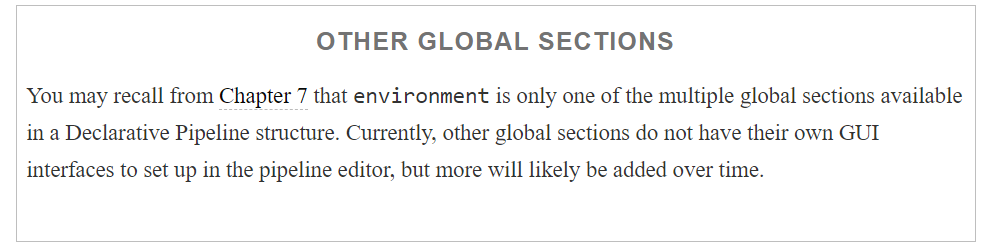 OTHER GLOBAL SECTIONS
You may recall from Chapter 7 that environment is only one of the multiple global sections available
in a Declarative Pipeline structure. Currently, other global sections do not have their own GUI
interfaces to set up in the pipeline editor, but more will likely be added over time.